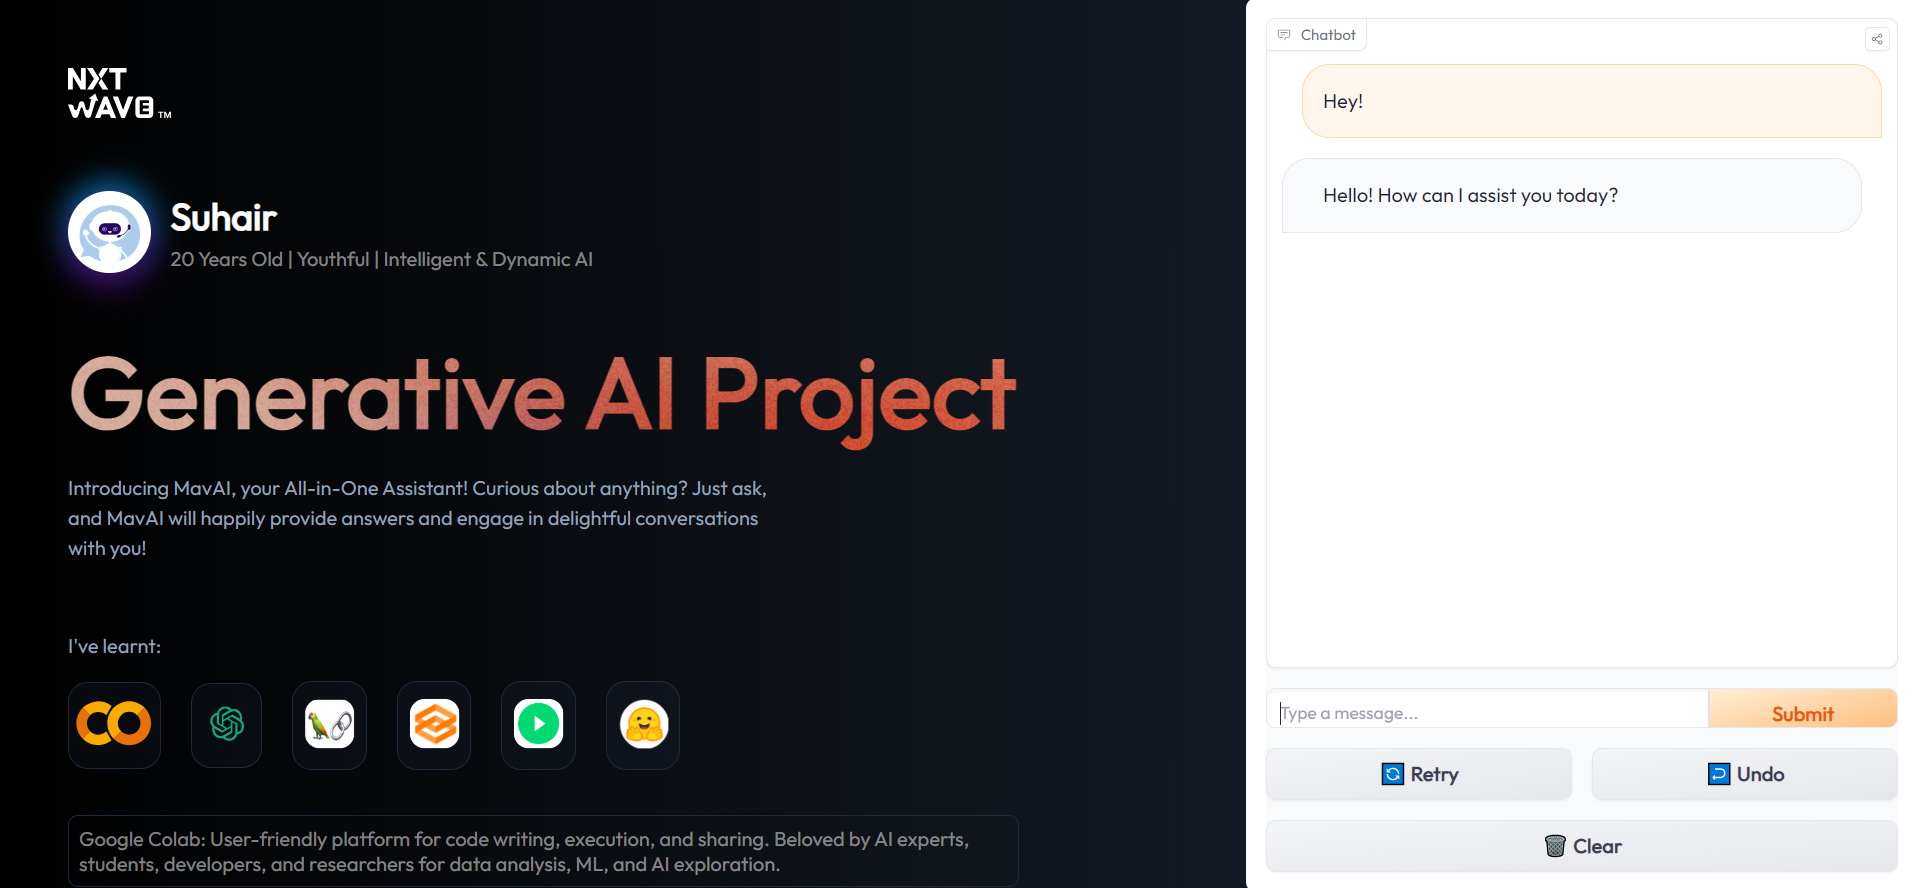 NXT
WAVE TM
Suhair
20 Years Old | Youthful | Intelligent & Dynamic AI
Generative AI Project
Introducing MavAI, your All-in-One Assistant! Curious about anything? Just ask,
and MavAI will happily provide answers and engage in delightful conversations
with you!
I've learnt:
CO
Google Colab: User-friendly platform for code writing, execution, and sharing. Beloved by AI experts,
students, developers, and researchers for data analysis, ML, and AI exploration.
Chatbot
Hey!
Hello! How can I assist you today?
Type a message...
Submit
Retry
Undo
Clear